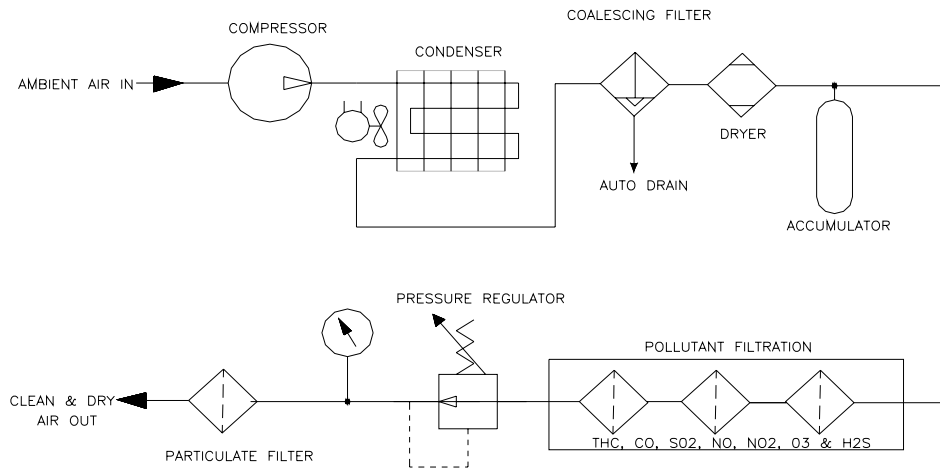 COALESCING FILTER
COMPRESSOR
CONDENSER
AMBIENT AIR IN
DRYER
AUTO DRAIN
ACCUMULATOR
PRESSURE REGULATOR
POLLUTANT FILTRATION
CLEAN & DRY
AIR OUT
THC, CO, SO2, NO, NO2, O3 & H2S
PARTICULATE FILTER